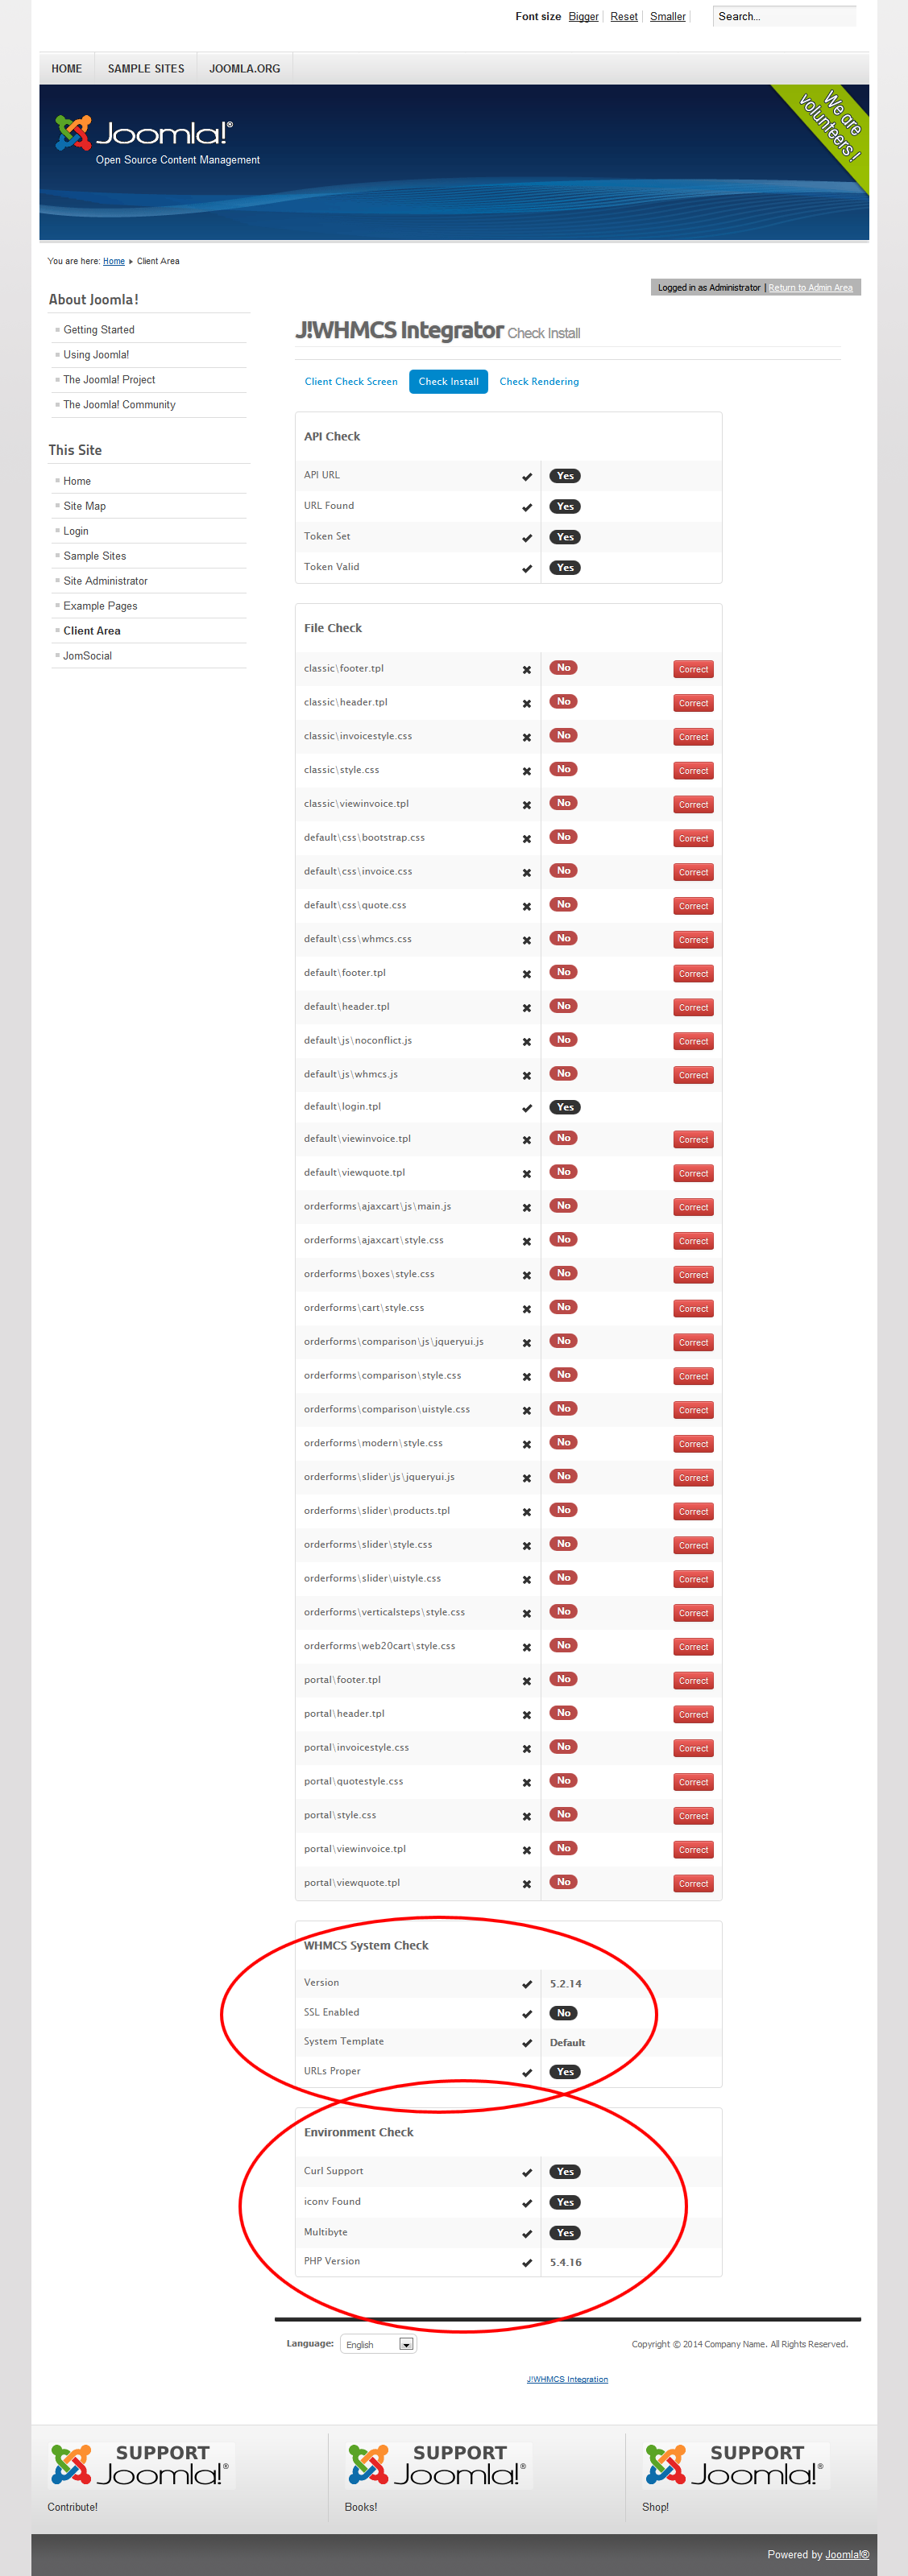 Font size Bigger Reset Smaller Search...
HOME SAMPLE SITES JOOMLA.ORG
Joomla!®
Open Source Content Management
We are
volunteers !
You are here: Home Client Area
Logged in as Administrator | Return to Admin Area
About Joomla!
Getting Started
Using Joomla!
The Joomla! Project
The Joomla! Community
This Site
Home
Site Map
Login
Sample Sites
Site Administrator
Example Pages
Client Area
JomSocial
J!WHMCS Integrator Check Install
Client Check Screen Check Install Check Rendering
API Check
API URL Yes
URL Found Yes
Token Set Yes
Token Valid Yes
File Check
classic\footer.tpl No Correct
classic\header.tpl No Correct
classic\invoicestyle.css No Correct
classic\style.css No Correct
classic\viewinvoice.tpl No Correct
default\css\bootstrap.css No Correct
default\css\invoice.css No Correct
default\css\quote.css No Correct
default\css\whmcs.css No Correct
default\footer.tpl No Correct
default\header.tpl No Correct
default\js\noconflict.js No Correct
default\js\whmcs.js No Correct
default\login.tpl Yes
default\viewinvoice.tpl No Correct
default\viewquote.tpl No Correct
orderforms\ajaxcart\js\main.js No Correct
orderforms\ajaxcart\style.css No Correct
orderforms\boxes\style.css No Correct
orderforms\cart\style.css No Correct
orderforms\comparison\js\jqueryui.js No Correct
orderforms\comparison\style.css No Correct
orderforms\comparison\uistyle.css No Correct
orderforms\modern\style.css No Correct
orderforms\slider\js\jqueryui.js No Correct
orderforms\slider\products.tpl No Correct
orderforms\slider\style.css No Correct
orderforms\slider\uistyle.css No Correct
orderforms\verticalsteps\style.css No Correct
orderforms\web20cart\style.css No Correct
portal\footer.tpl No Correct
portal\header.tpl No Correct
portal\invoicestyle.css No Correct
portal\quotestyle.css No Correct
portal\style.css No Correct
portal\viewinvoice.tpl No Correct
portal\viewquote.tpl No Correct
WHMCS System Check
Version 5.2.14
SSL Enabled No
System Template Default
URLs Proper Yes
Environment Check
Curl Support Yes
iconv Found Yes
Multibyte Yes
PHP Version 5.4.16
Language: English Copyright © 2014 Company Name. All Rights Reserved.
J!WHMCS Integration
SUPPORT SUPPORT SUPPORT
Joomla!® Joomla!® Joomla!®
Contribute! Books! Shop!
Powered by Joomla!®